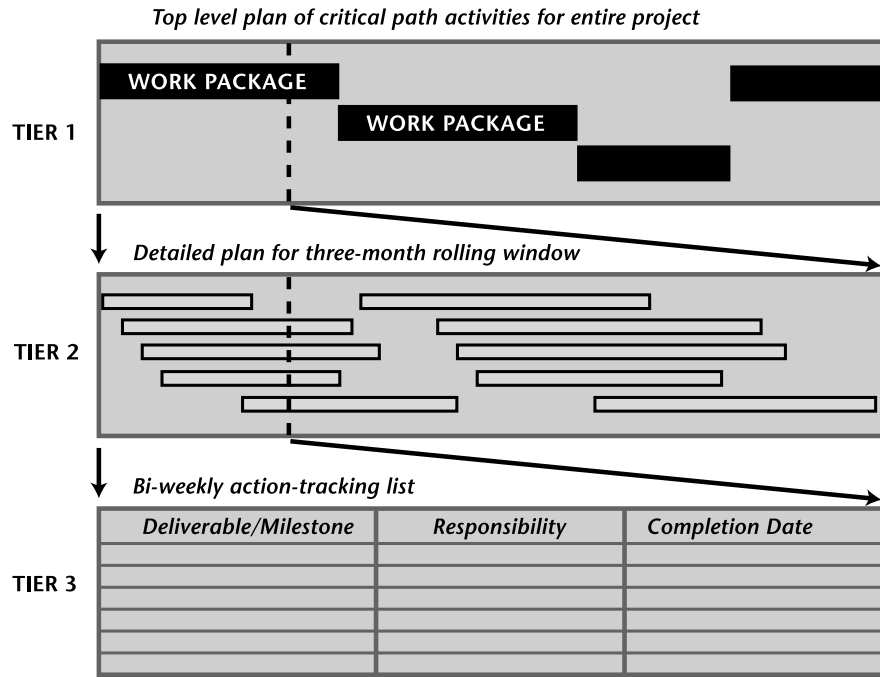 Top level plan of critical path activities for entire project
WORK PACKAGE
TIER 1
WORK PACKAGE
Detailed plan for three-month rolling window
TIER 2
Bi-weekly action-tracking list
Deliverable/Milestone Responsibility Completion Date
TIER 3